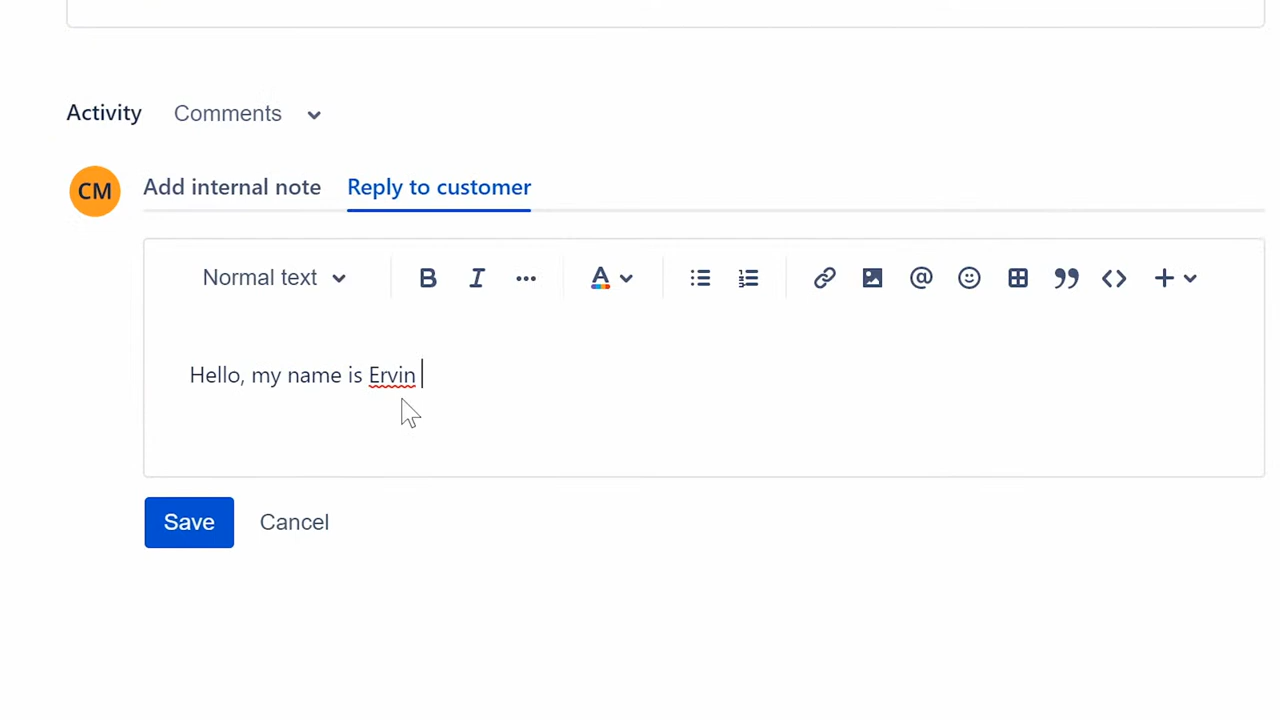 Activity Comments
CM Add internal note Reply to customer
Normal text B I ... A @
Hello, my name is Ervin
Save Cancel